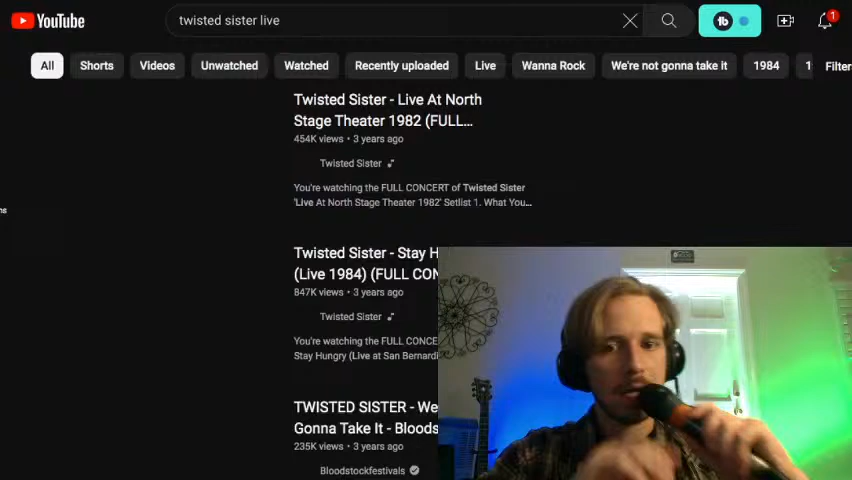 YouTube
twisted sister live
1b
1
All
Shorts
Videos
Unwatched
Watched
Recently uploaded
Live
Wanna Rock
We're not gonna take it
1984
Filter
Twisted Sister - Live At North
Stage Theater 1982 (FULL...
454K views • 3 years ago
Twisted Sister
You're watching the FULL CONCERT of Twisted Sister
'Live At North Stage Theater 1982' Setlist 1. What You...
Twisted Sister - Stay H
(Live 1984) (FULL CON
847K views • 3 years ago
Twisted Sister
You're watching the FULL CONCE
Stay Hungry (Live at San Bernardi
TWISTED SISTER - We
Gonna Take It - Bloods
235K views • 3 years ago
Bloodstockfestivals